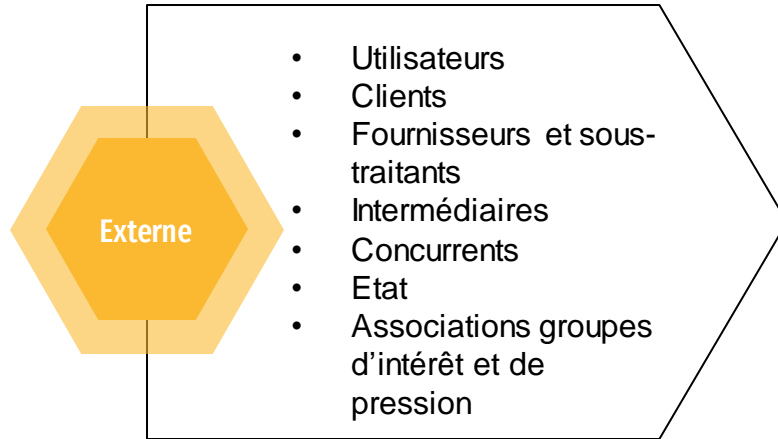 Externe
• Utilisateurs
• Clients
• Fournisseurs et sous-
traitants
• Intermédiaires
• Concurrents
• Etat
• Associations groupes
d’intérêt et de
pression